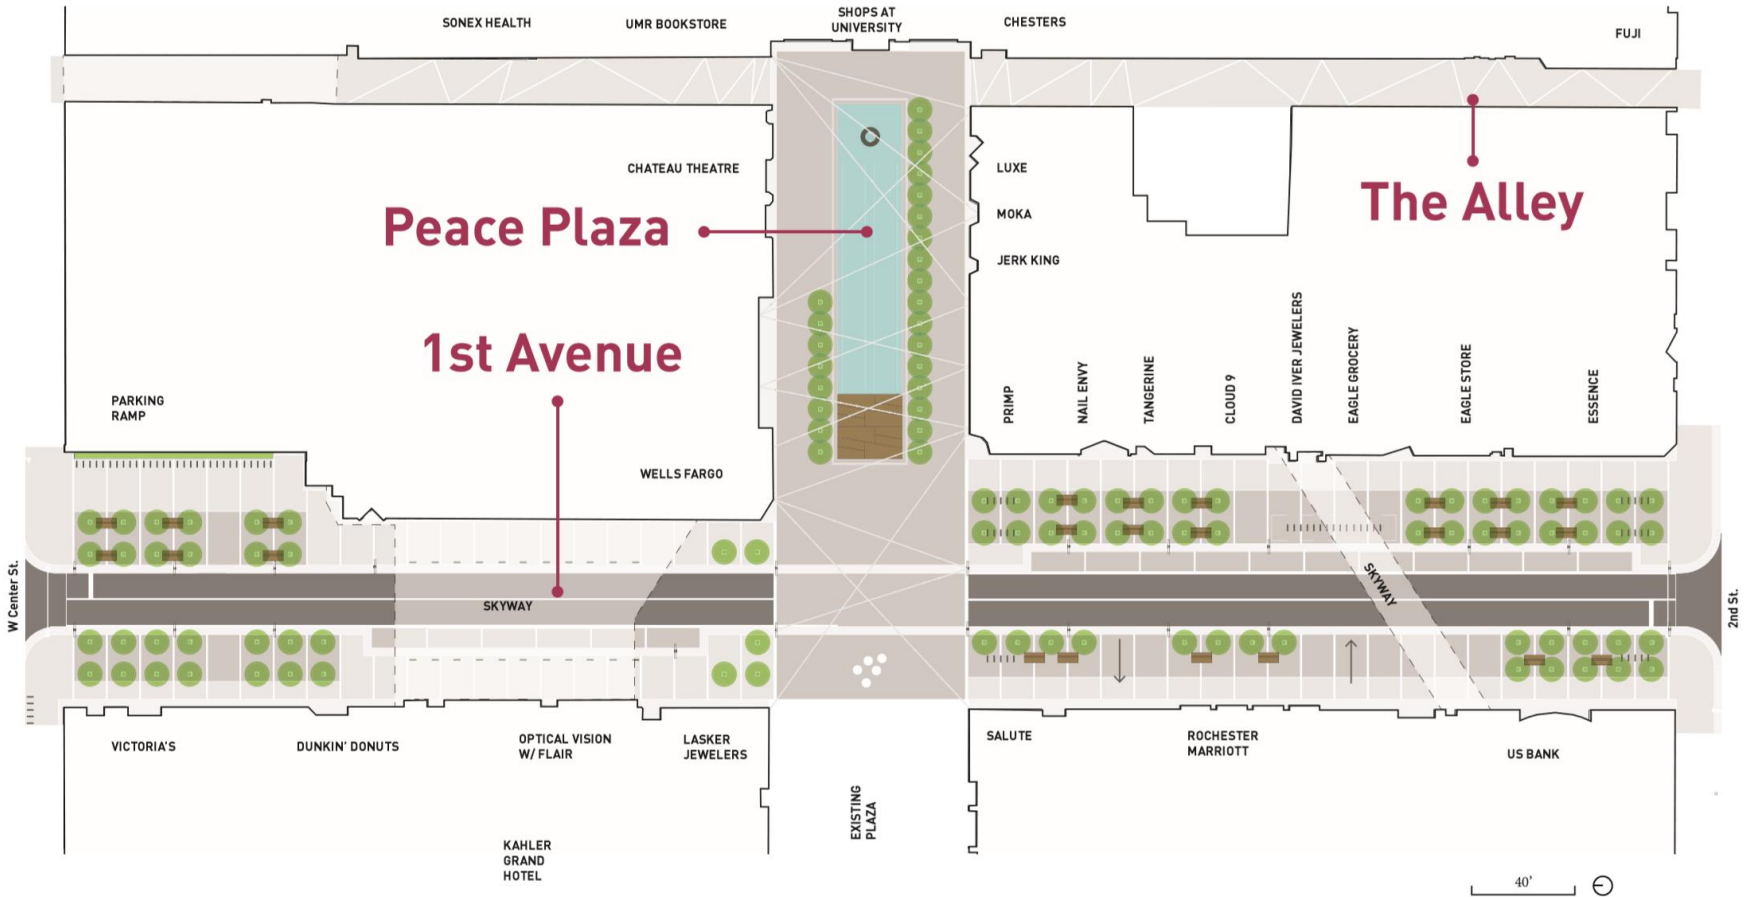 SONEX HEALTH
UMR BOOKSTORE
SHOPS AT
UNIVERSITY
CHESTERS
FUJI
CHATEAU THEATRE
LUXE
The Alley
Peace Plaza
MOKA
JERK KING
1st Avenue
PARKING
RAMP
PRIMP
NAIL ENVY
TANGERINE
CLOUD 9
DAVID IVER JEWELERS
EAGLE GROCERY
EAGLE STORE
ESSENCE
WELLS FARGO
W Center St.
SKYWAY
SKYWAY
2nd St.
VICTORIA'S
DUNKIN' DONUTS
OPTICAL VISION
W/ FLAIR
LASKER
JEWELERS
SALUTE
ROCHESTER
MARRIOTT
US BANK
EXISTING
PLAZA
KAHLER
GRAND
HOTEL
40'